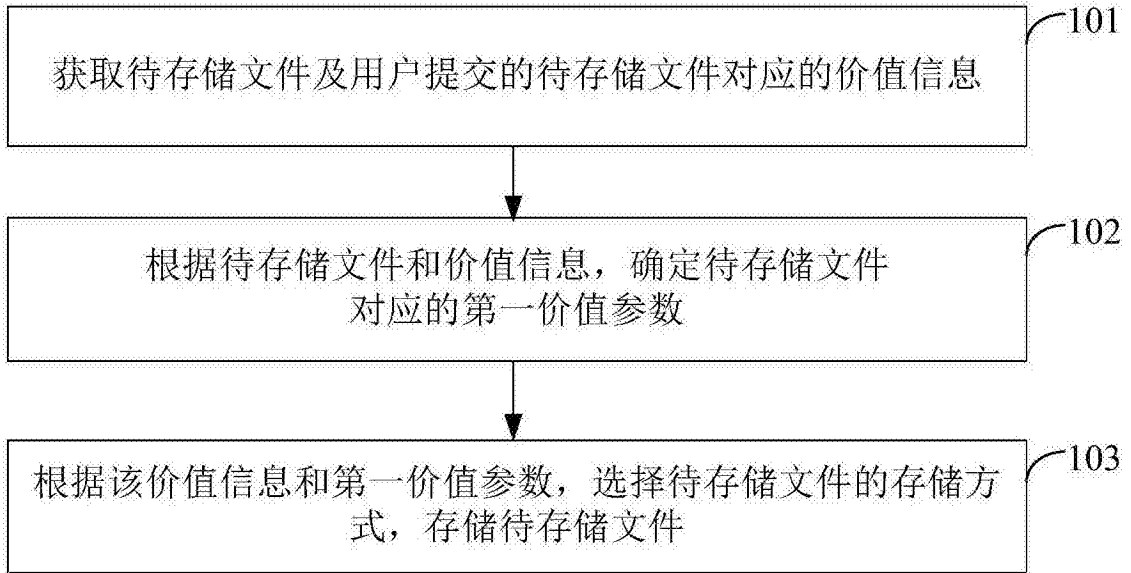 101
获取待存储文件及用户提交的待存储文件对应的价值信息
102
根据待存储文件和价值信息，确定待存储文件
对应的第一价值参数
103
根据该价值信息和第一价值参数，选择待存储文件的存储方
式，存储待存储文件